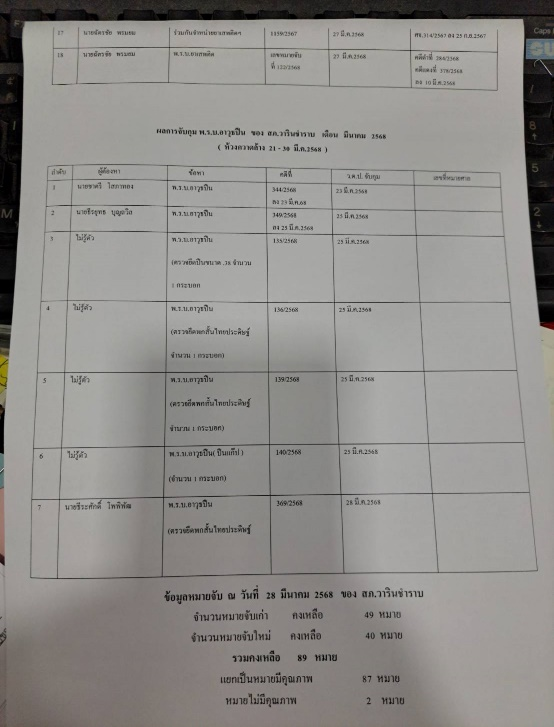 17 นายฉัตรชัย พรมชม ร่วมกันจำหน่ายยาเสพติดฯ 1159/2567 27 มี.ค.2568 ศอ.314/2567 ลง 25 ก.ย.2567
18 นายฉัตรชัย พรมชม พ.ร.บ.ยาเสพติด เลขหมายจับ 27 มี.ค.2568 คดีดำที่ 284/2568
ที่ 122/2568 คดีแดงที่ 378/2568
ลง 10 มี.ค.2568
ผลการจับกุม พ.ร.บ.อาวุธปืน ของ สภ.วารินชำราบ เดือน มีนาคม 2568
( ห้วงกวาดล้าง 21 - 30 มี.ค.2568 )
ลำดับ ผู้ต้องหา ข้อหา คดีที่ ว.ด.ป. จับกุม เลขที่หมายศาล
1 นายชาตรี โสภาทอง พ.ร.บ.อาวุธปืน 344/2568 23 มี.ค.2568
ลง 23 มี.ค.68
2 นายธีรยุทธ พ.ร.บ.อาวุธปืน 349/2568 25 มี.ค.2568
ลง 25 มี.ค.2568
3 ไม่รู้ตัว พ.ร.บ.อาวุธปืน 135/2568 25 มี.ค.2568
(ตรวจยึดปืนขนาด .38 จำนวน
1 กระบอก
4 ไม่รู้ตัว พ.ร.บ.อาวุธปืน 136/2568 25 มี.ค.2568
(ตรวจยึดพกสั้นไทยประดิษฐ์
จำนวน 1 กระบอก)
5 ไม่รู้ตัว พ.ร.บ.อาวุธปืน 139/2568 25 มี.ค.2568
(ตรวจยึดพกสั้นไทยประดิษฐ์
จำนวน 1 กระบอก)
6 ไม่รู้ตัว พ.ร.บ.อาวุธปืน( ปืนแก๊ป ) 140/2568 25 มี.ค.2568
(จำนวน 1 กระบอก)
7 นายธีระศักดิ์ โพพิพัฒ พ.ร.บ.อาวุธปืน 369/2568 28 มี.ค.2568
(ตรวจยึดพกสั้นไทยประดิษฐ์
ข้อมูลหมายจับ ณ วันที่ 28 มีนาคม 2568 ของ สภ.วารินชำราบ
จำนวนหมายจับเก่า คงเหลือ 49 หมาย
จำนวนหมายจับใหม่ คงเหลือ 40 หมาย
รวมคงเหลือ 89 หมาย
แยกเป็นหมายมีคุณภาพ 87 หมาย
หมายไม่มีคุณภาพ 2 หมาย